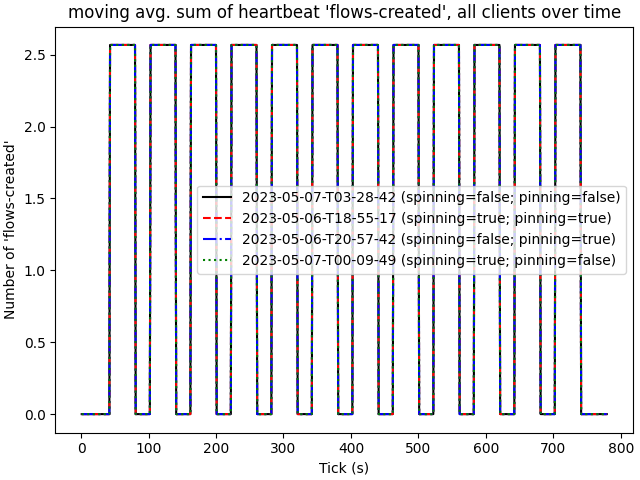 moving avg. sum of heartbeat 'flows-created', all clients over time
Number of 'flows-created'
2.5
2.0
1.5
1.0
0.5
0.0
2023-05-07-T03-28-42 (spinning=false; pinning=false)
2023-05-06-T18-55-17 (spinning=true; pinning=true)
2023-05-06-T20-57-42 (spinning=false; pinning=true)
2023-05-07-T00-09-49 (spinning=true; pinning=false)
0 100 200 300 400 500 600 700 800
Tick (s)